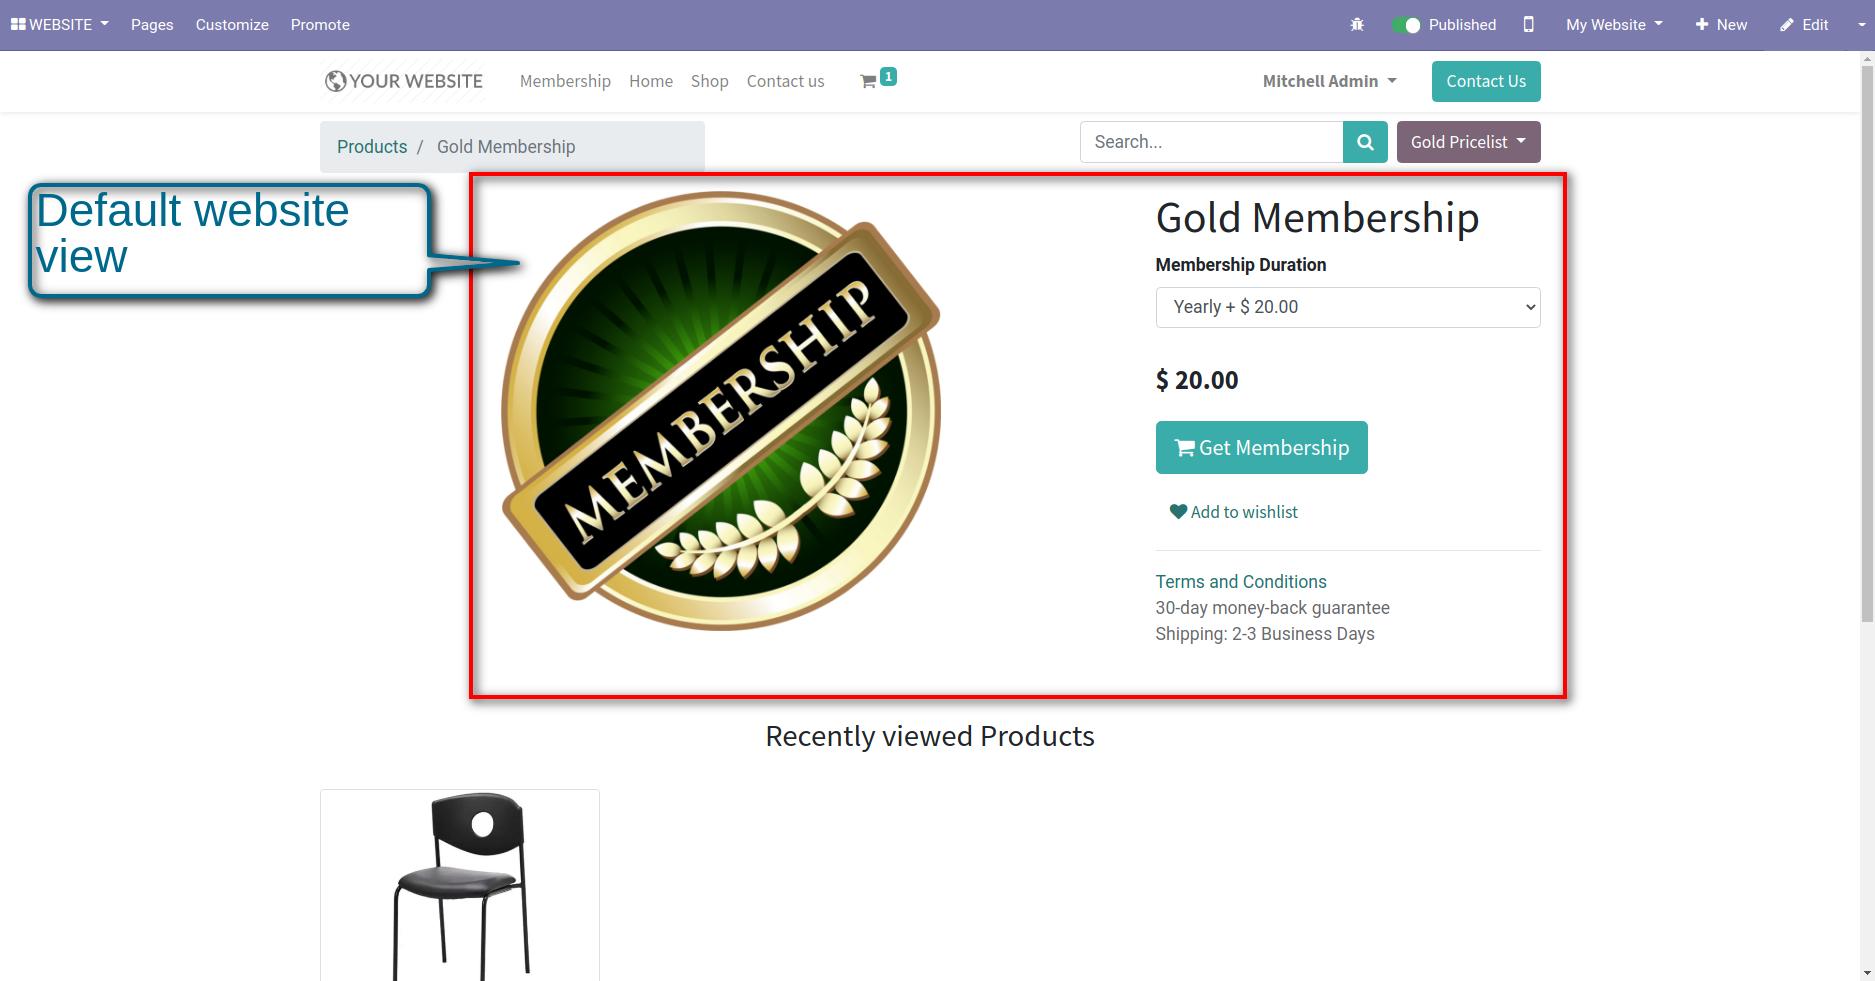 WEBSITE Pages Customize Promote Published My Website New Edit
YOUR WEBSITE Membership Home Shop Contact us 1 Mitchell Admin Contact Us
Products / Gold Membership Search... Gold Pricelist
Default website
view
MEMBERSHIP
Gold Membership
Membership Duration
Yearly + $ 20.00
$ 20.00
Get Membership
Add to wishlist
Terms and Conditions
30-day money-back guarantee
Shipping: 2-3 Business Days
Recently viewed Products